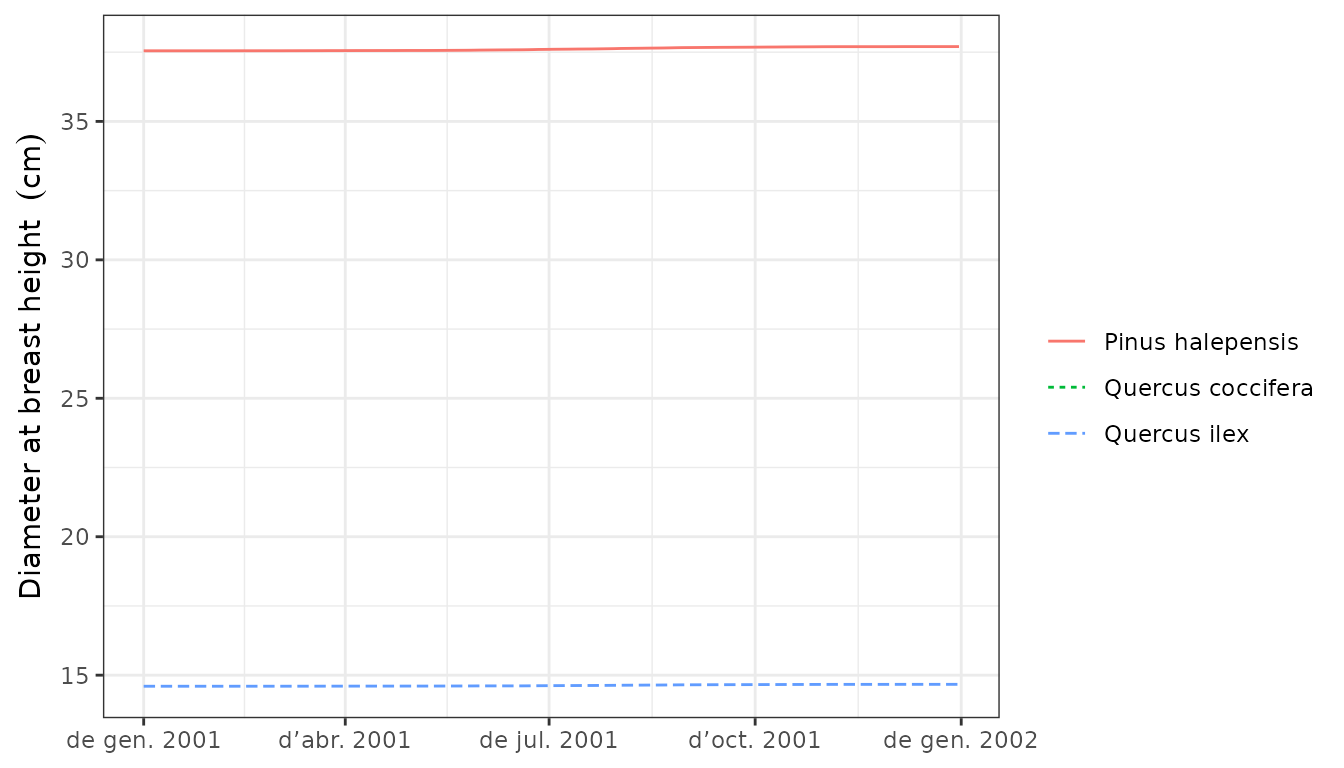 Diameter at breast height (cm)
35
30
25
20
15
de gen. 2001
d’abr. 2001
de jul. 2001
d’oct. 2001
de gen. 2002
Pinus halepensis
Quercus coccifera
Quercus ilex